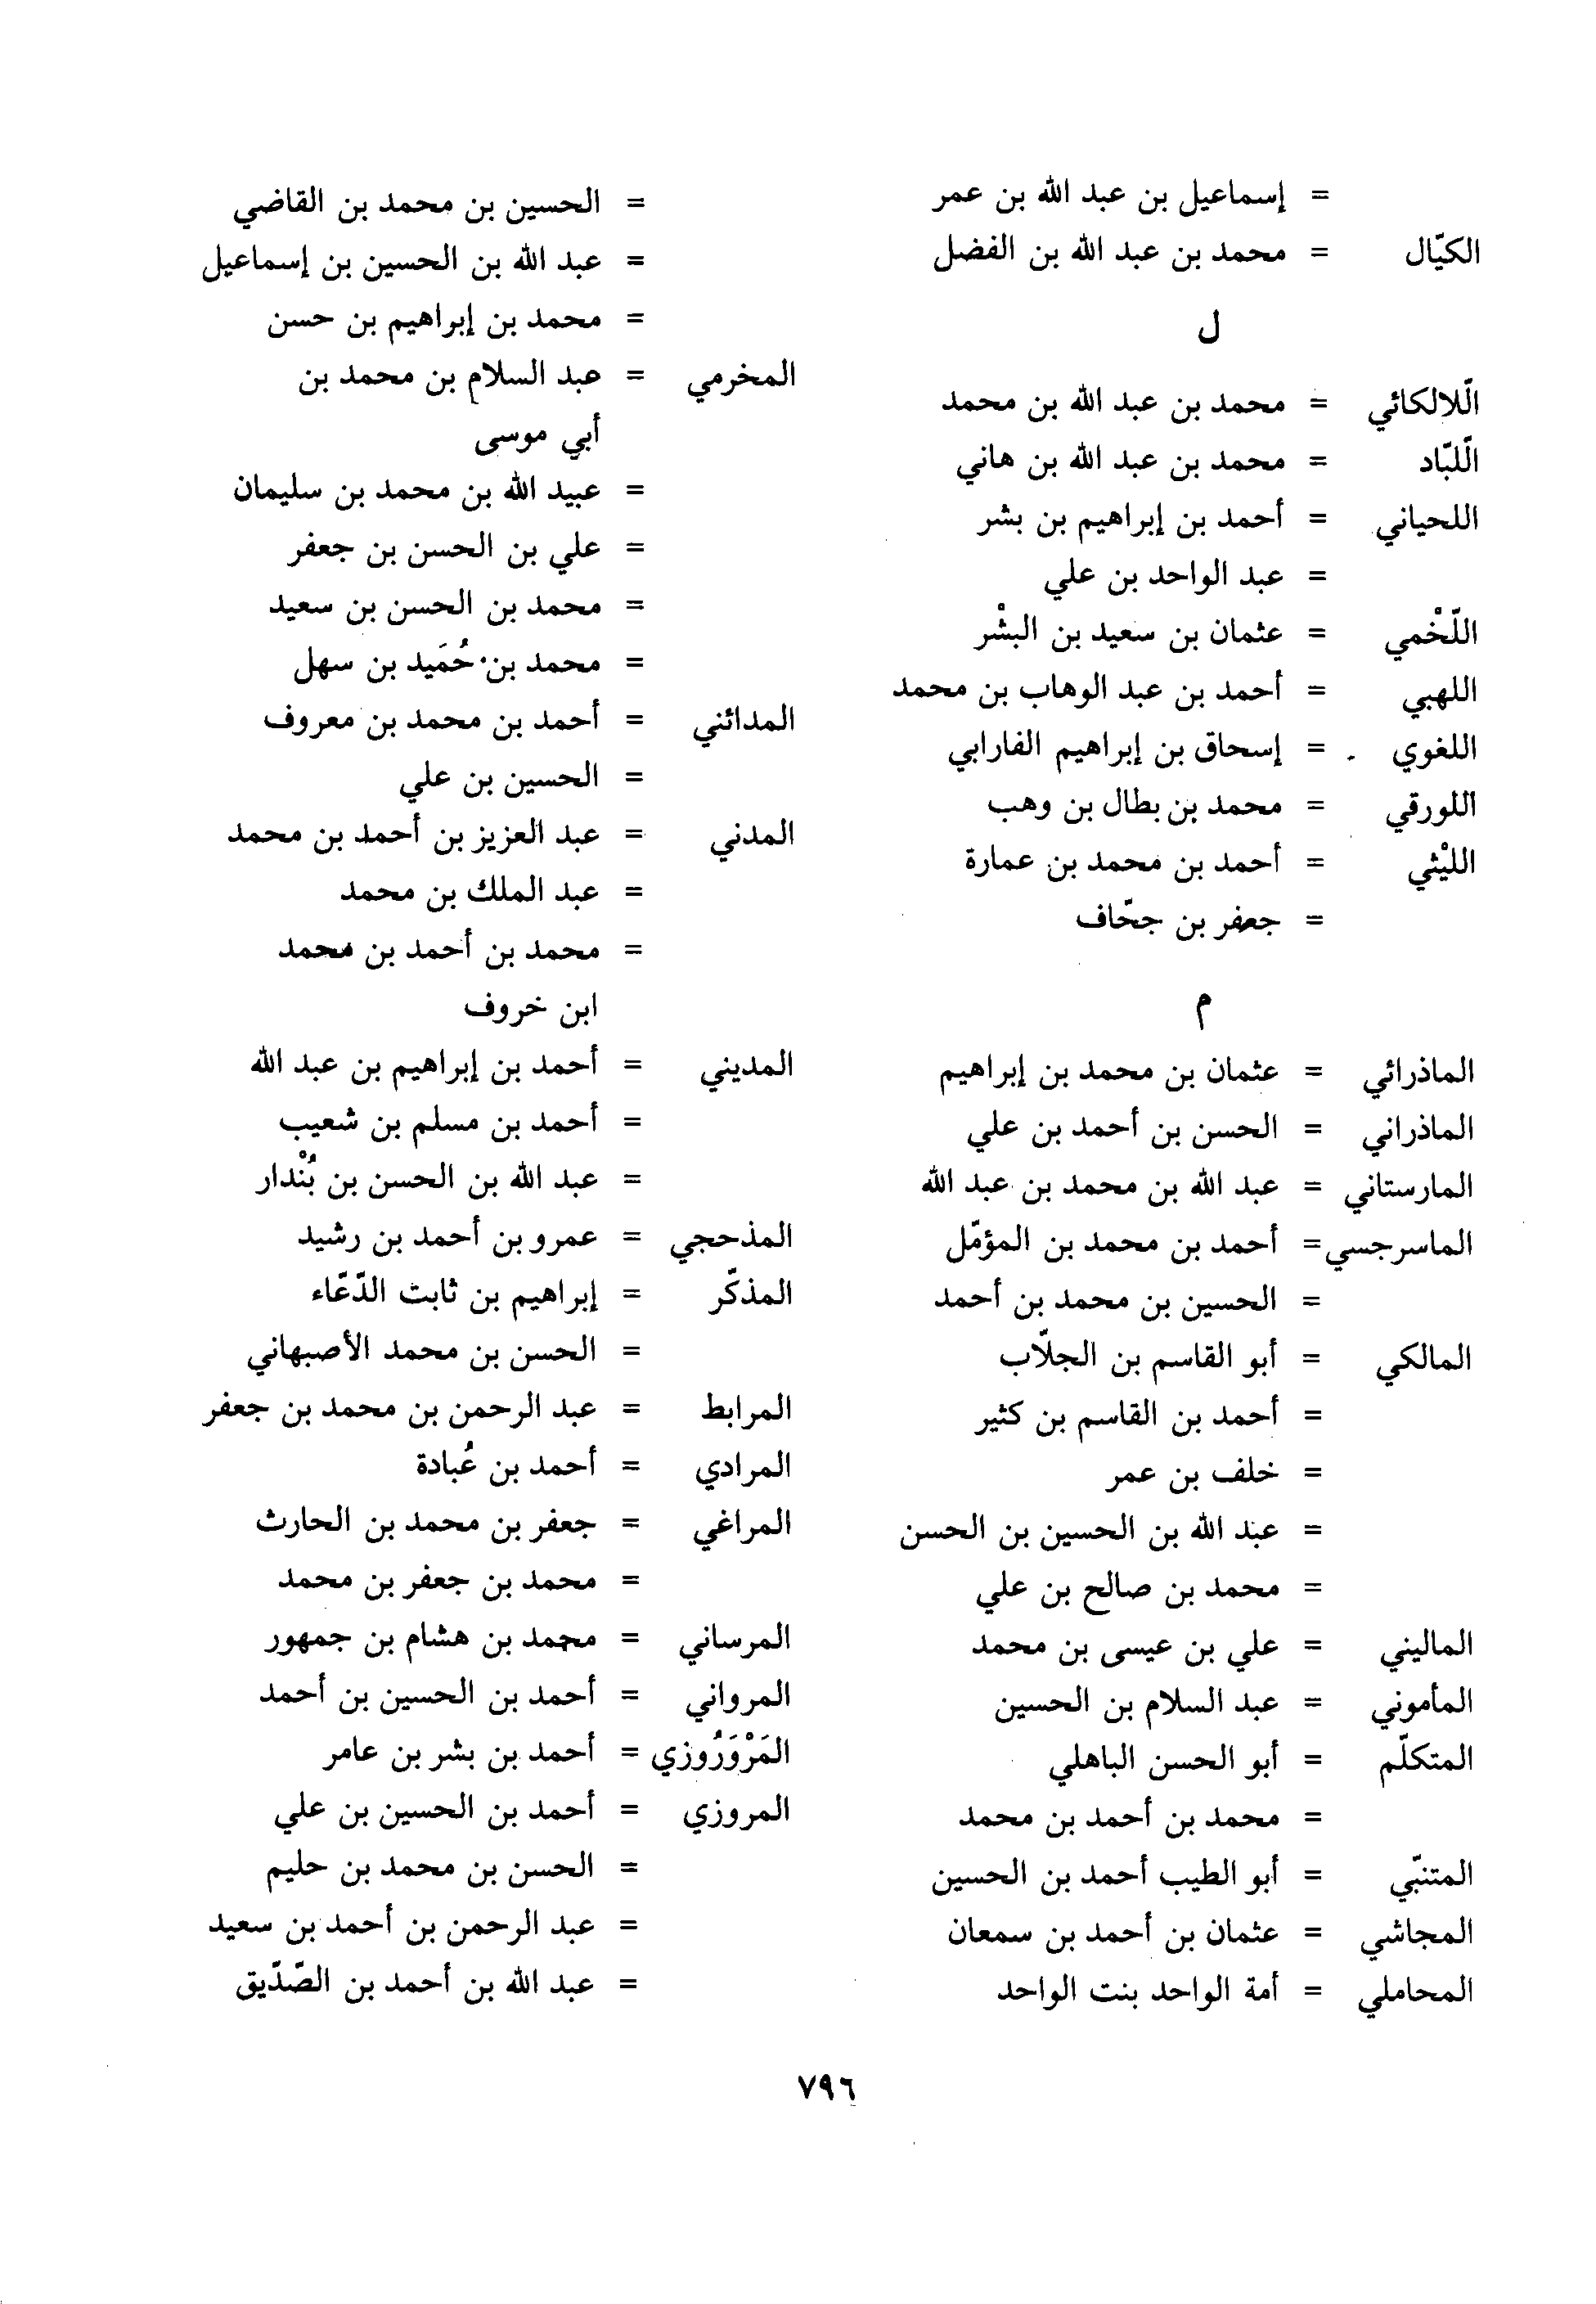 = إسماعيل بن عبد الله بن عمر
الكيّال = محمد بن عبد الله بن الفضل
ل
الّلالكائي = محمد بن عبد الله بن محمد
الّلبّاد = محمد بن عبد الله بن هاني
اللحياني = أحمد بن إبراهيم بن بشر
= عبد الواحد بن علي
اللّخْمي = عثمان بن سعيد بن البشْر
اللهبي = أحمد بن عبد الوهاب بن محمد
اللغوي = إسحاق بن إبراهيم الفارابي
اللورقي = محمد بن بطال بن وهب
الليْثي = أحمد بن محمد بن عمارة
= جعفر بن جحّاف
م
الماذرائي = عثمان بن محمد بن إبراهيم
الماذراني = الحسن بن أحمد بن علي
المارستاني = عبد الله بن محمد بن عبد الله
الماسرجسي = أحمد بن محمد بن المؤمّل
= الحسين بن محمد بن أحمد
المالكي = أبو القاسم بن الجلّاب
= أحمد بن القاسم بن كثير
= خلف بن عمر
= عبد الله بن الحسين بن الحسن
= محمد بن صالح بن علي
الماليني = علي بن عيسى بن محمد
المأموني = عبد السلام بن الحسين
المتكلّم = أبو الحسن الباهلي
= محمد بن أحمد بن محمد
المتنبّي = أبو الطيب أحمد بن الحسين
المجاشي = عثمان بن أحمد بن سمعان
المحاملي = أمة الواحد بنت الواحد
= الحسين بن محمد بن القاضي
= عبد الله بن الحسين بن إسماعيل
= محمد بن إبراهيم بن حسن
المخرمي = عبد السلام بن محمد بن
أبي موسى
= عبيد الله بن محمد بن سليمان
= علي بن الحسن بن جعفر
= محمد بن الحسن بن سعيد
= محمد بن حُمَيد بن سهل
المدائني = أحمد بن محمد بن معروف
= الحسين بن علي
المدني = عبد العزيز بن أحمد بن محمد
= عبد الملك بن محمد
= محمد بن أحمد بن محمد
ابن خروف
المديني = أحمد بن إبراهيم بن عبد الله
= أحمد بن مسلم بن شعيب
= عبد الله بن الحسن بن بُنْدار
المذحجي = عمرو بن أحمد بن رشيد
المذكّر = إبراهيم بن ثابت الدّعّاء
= الحسن بن محمد الأصبهاني
المرابط = عبد الرحمن بن محمد بن جعفر
المرادي = أحمد بن عُبادة
المراغي = جعفر بن محمد بن الحارث
= محمد بن جعفر بن محمد
المرساني = محمد بن هشام بن جمهور
المرواني = أحمد بن الحسين بن أحمد
المَرْوَرُوزي = أحمد بن بشر بن عامر
المروزي = أحمد بن الحسين بن علي
= الحسن بن محمد بن حليم
= عبد الرحمن بن أحمد بن سعيد
= عبد الله بن أحمد بن الصّدّيق
٧٩٦